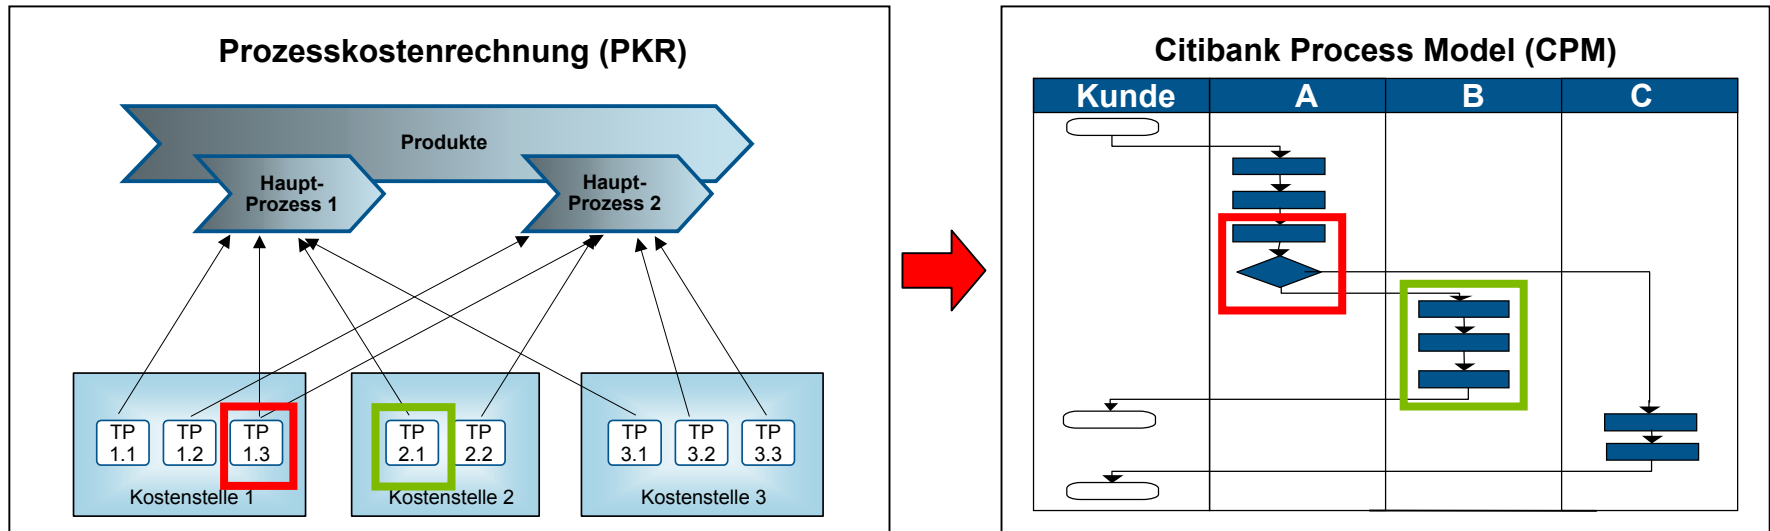 Prozesskostenrechnung (PKR)
Produkte
Haupt-
Prozess 1
Haupt-
Prozess 2
TP
1.1
TP
1.2
TP
1.3
Kostenstelle 1
TP
2.1
TP
2.2
Kostenstelle 2
TP
3.1
TP
3.2
TP
3.3
Kostenstelle 3
Citibank Process Model (CPM)
Kunde
A
B
C